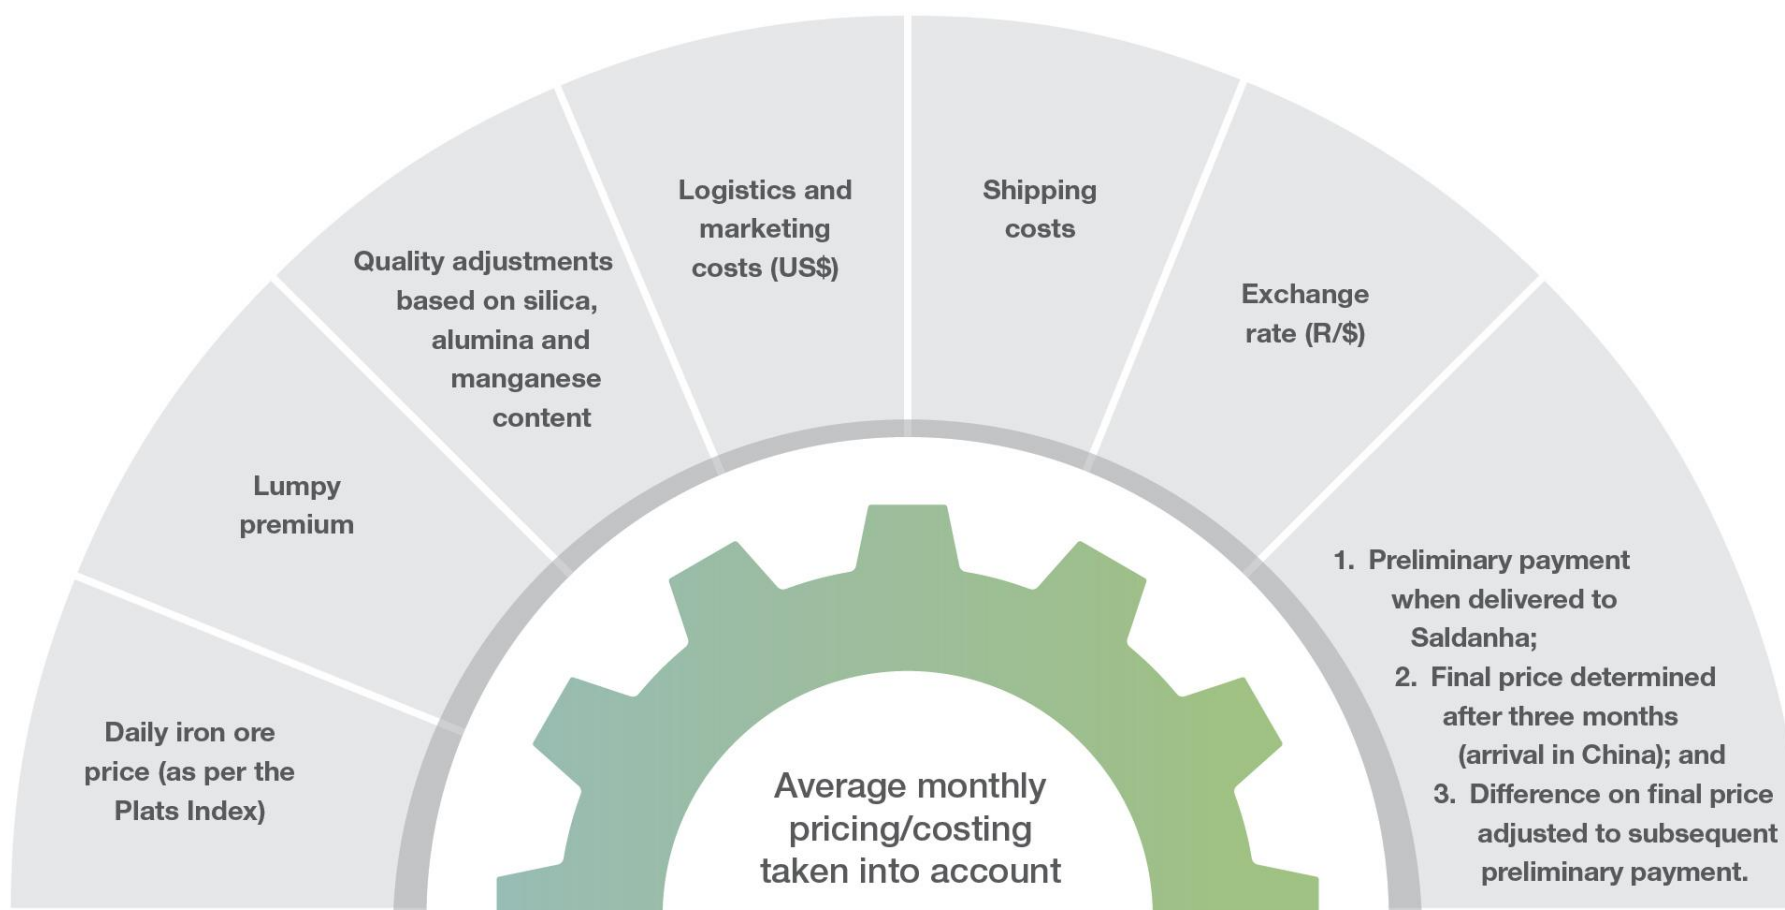 Daily iron ore
price (as per the
Plats Index)
Lumpy
premium
Quality adjustments
based on silica,
alumina and
manganese
content
Logistics and
marketing
costs (US$)
Shipping
costs
Exchange
rate (R/$)
1. Preliminary payment
when delivered to
Saldanha;
2. Final price determined
after three months
(arrival in China); and
3. Difference on final price
adjusted to subsequent
preliminary payment.
Average monthly
pricing/costing
taken into account